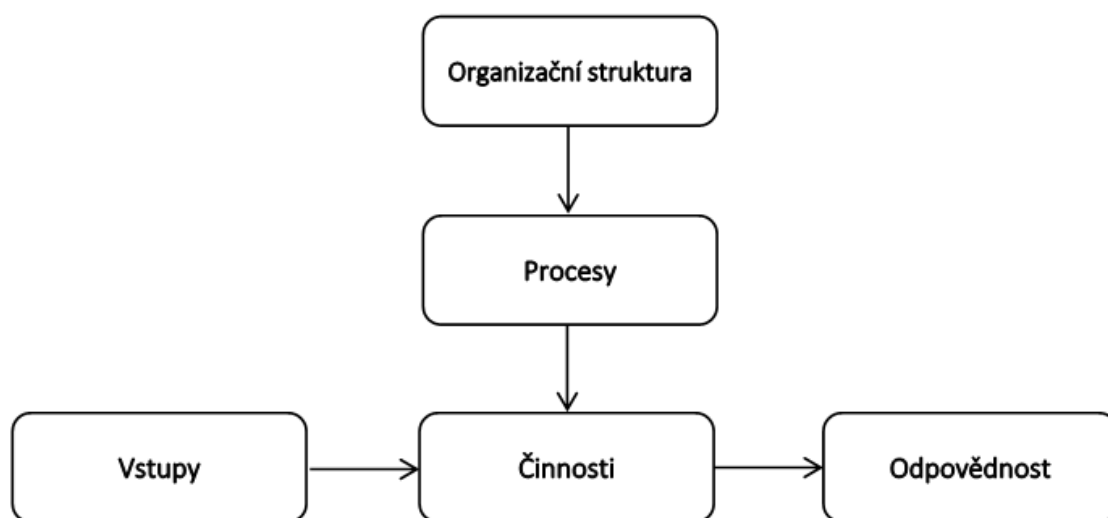 Organizační struktura
Procesy
Vstupy
Činnosti
Odpovědnost